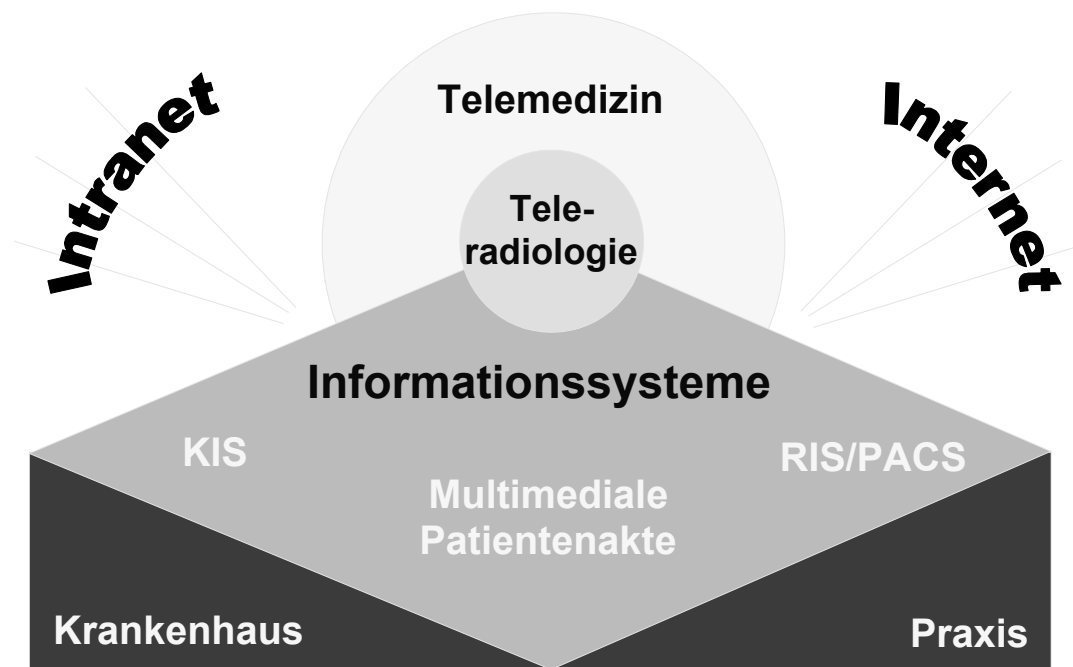 Intranet
Telemedizin
Internet
Tele-
radiologie
Informationssysteme
KIS
RIS/PACS
Multimediale
Patientenakte
Krankenhaus
Praxis